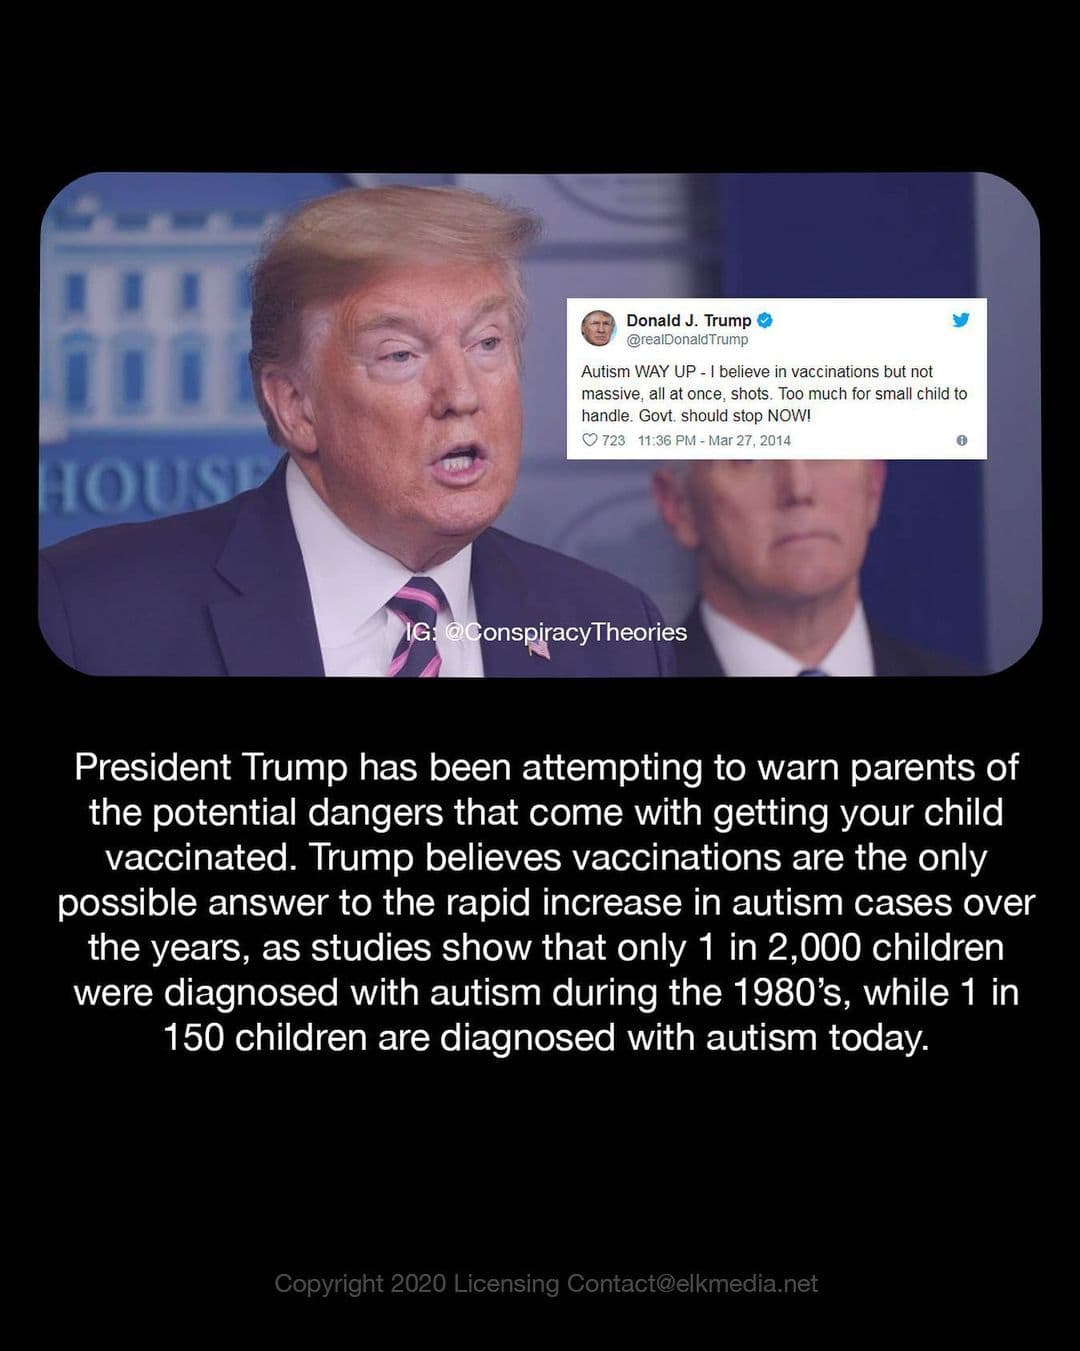 HOUSE
Donald J. Trump
@realDonaldTrump
Autism WAY UP - I believe in vaccinations but not
massive, all at once, shots. Too much for small child to
handle. Govt. should stop NOW!
723 11:36 PM - Mar 27, 2014
IG: @ConspiracyTheories
President Trump has been attempting to warn parents of
the potential dangers that come with getting your child
vaccinated. Trump believes vaccinations are the only
possible answer to the rapid increase in autism cases over
the years, as studies show that only 1 in 2,000 children
were diagnosed with autism during the 1980’s, while 1 in
150 children are diagnosed with autism today.
Copyright 2020 Licensing Contact@elkmedia.net